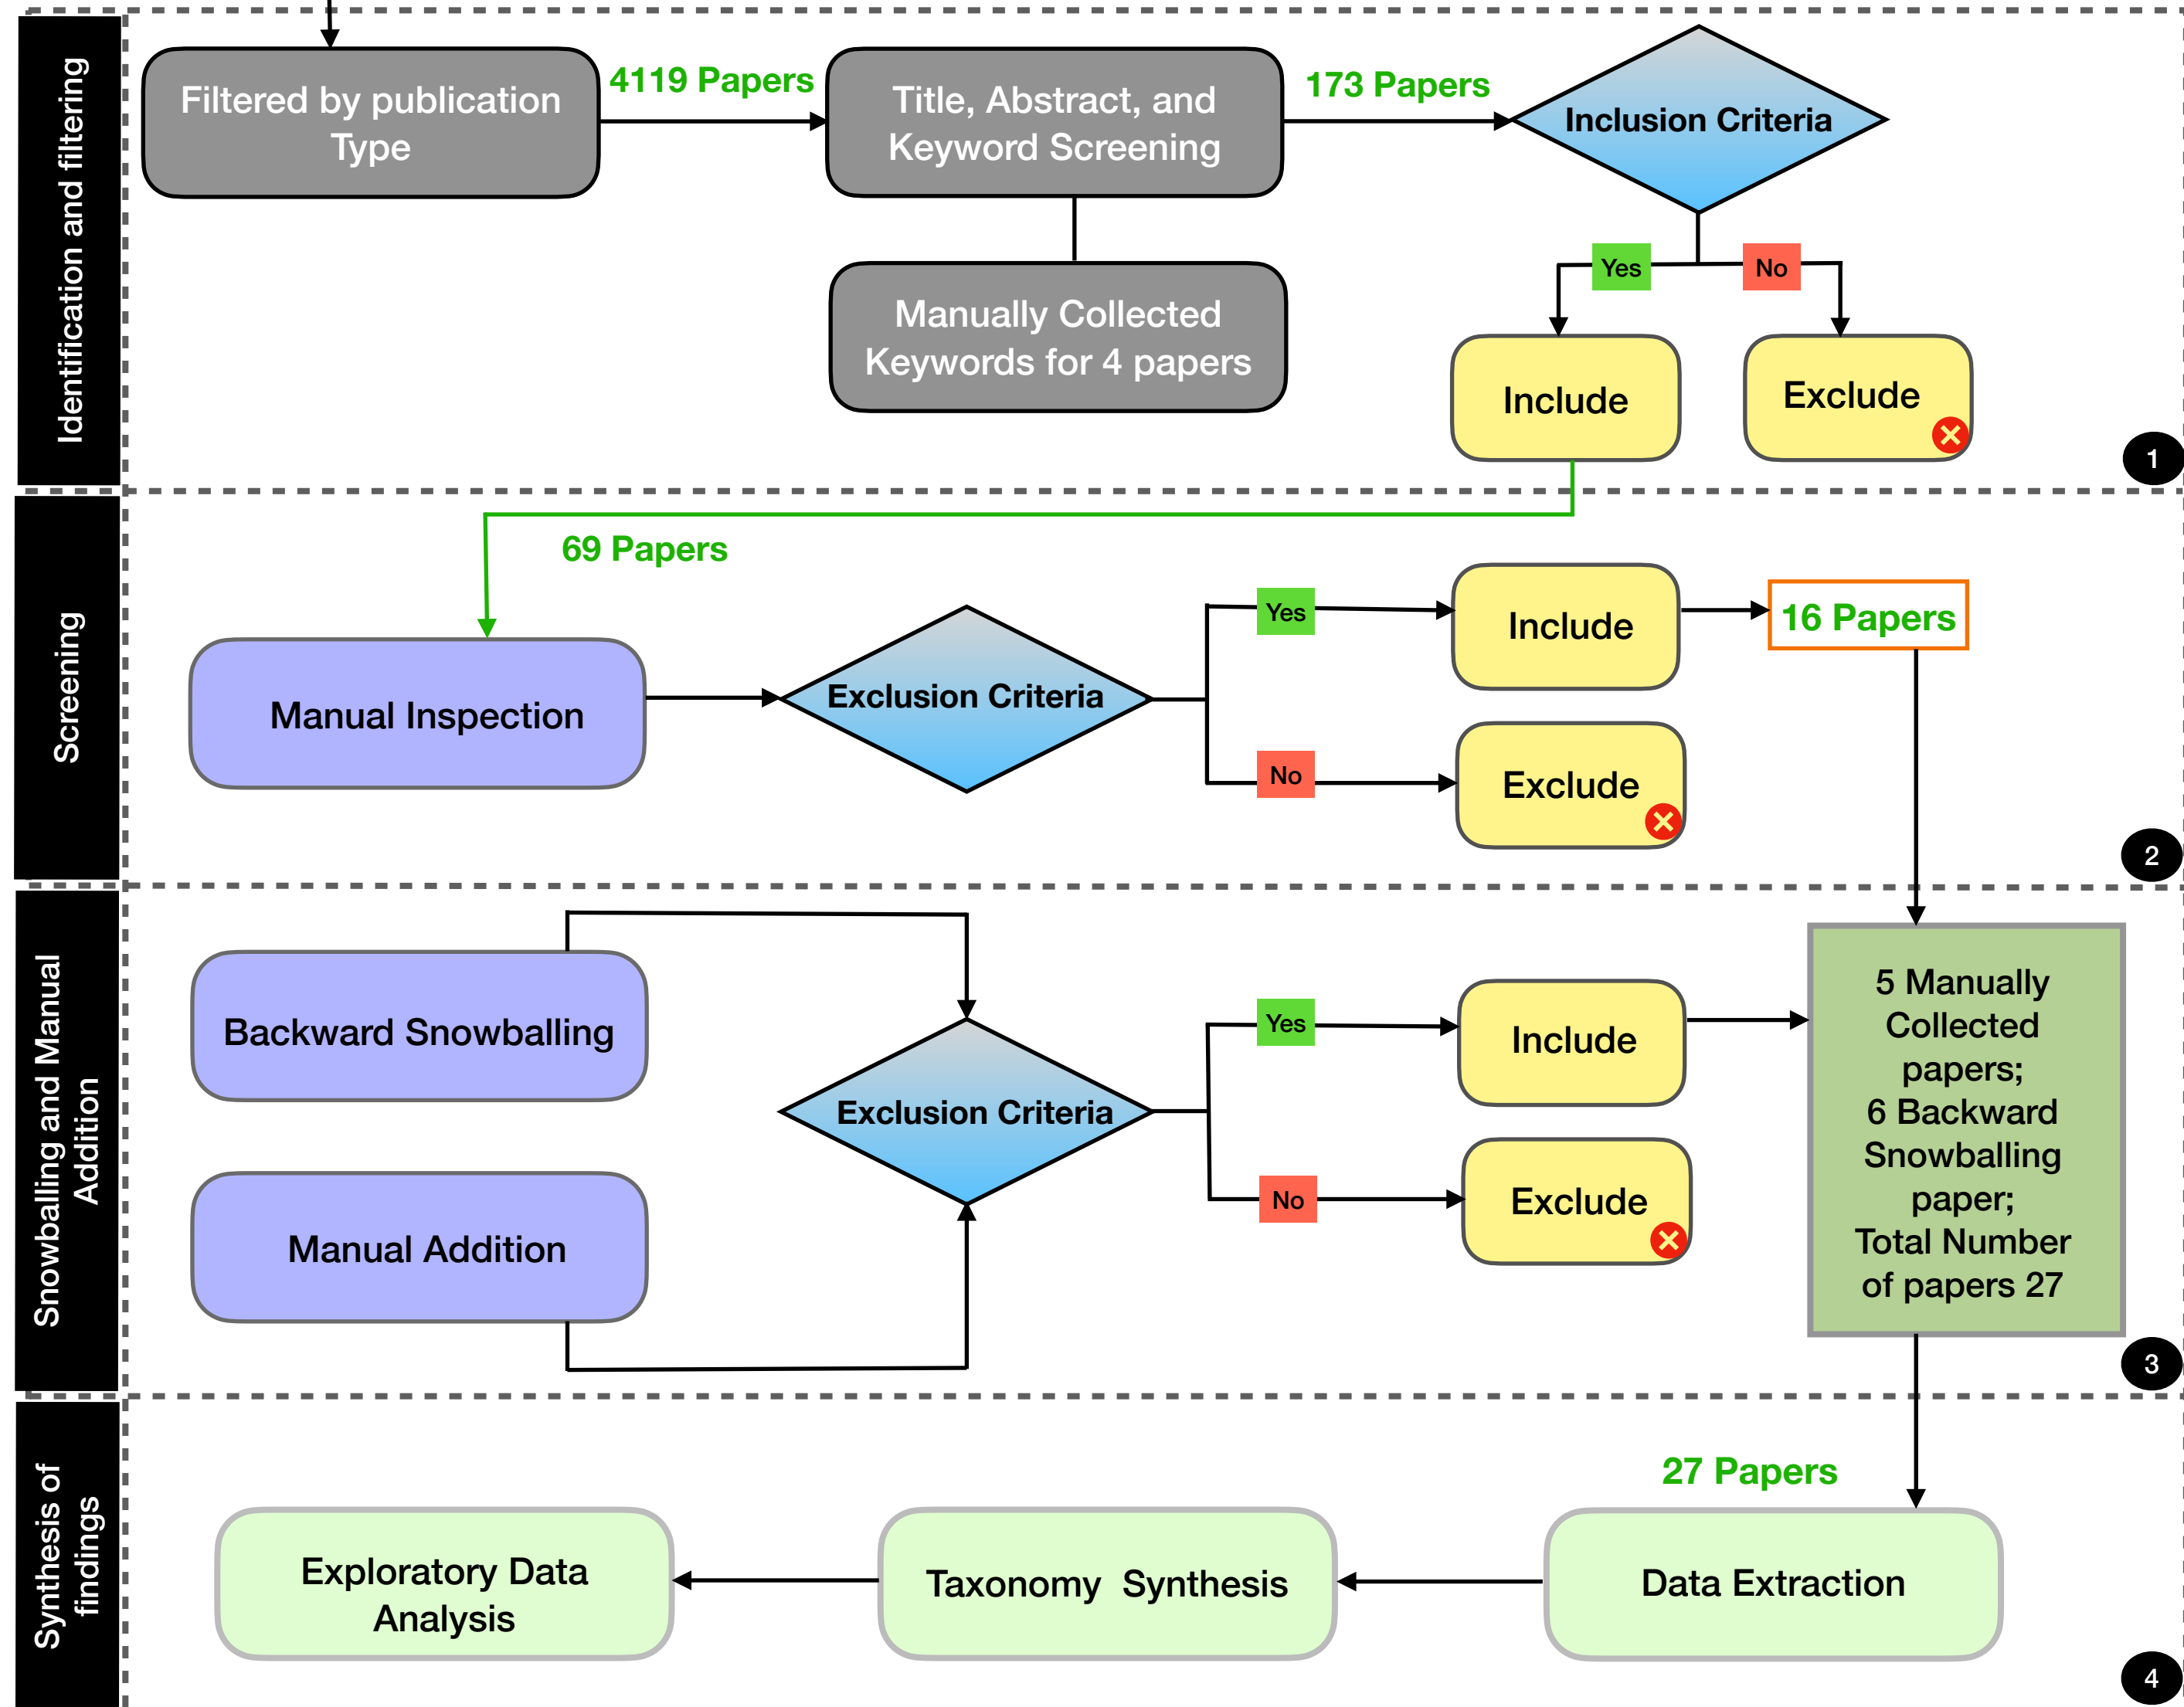 Identification and filtering
Filtered by publication
Type
4119 Papers
Title, Abstract, and
Keyword Screening
173 Papers
Inclusion Criteria
Manually Collected
Keywords for 4 papers
Yes
No
Include
Exclude
1
Screening
69 Papers
Manual Inspection
Exclusion Criteria
Yes
No
Include
Exclude
16 Papers
2
Snowballing and Manual
Addition
Backward Snowballing
Manual Addition
Exclusion Criteria
Yes
No
Include
Exclude
5 Manually
Collected
papers;
6 Backward
Snowballing
paper;
Total Number
of papers 27
3
Synthesis of
findings
27 Papers
Exploratory Data
Analysis
Taxonomy Synthesis
Data Extraction
4